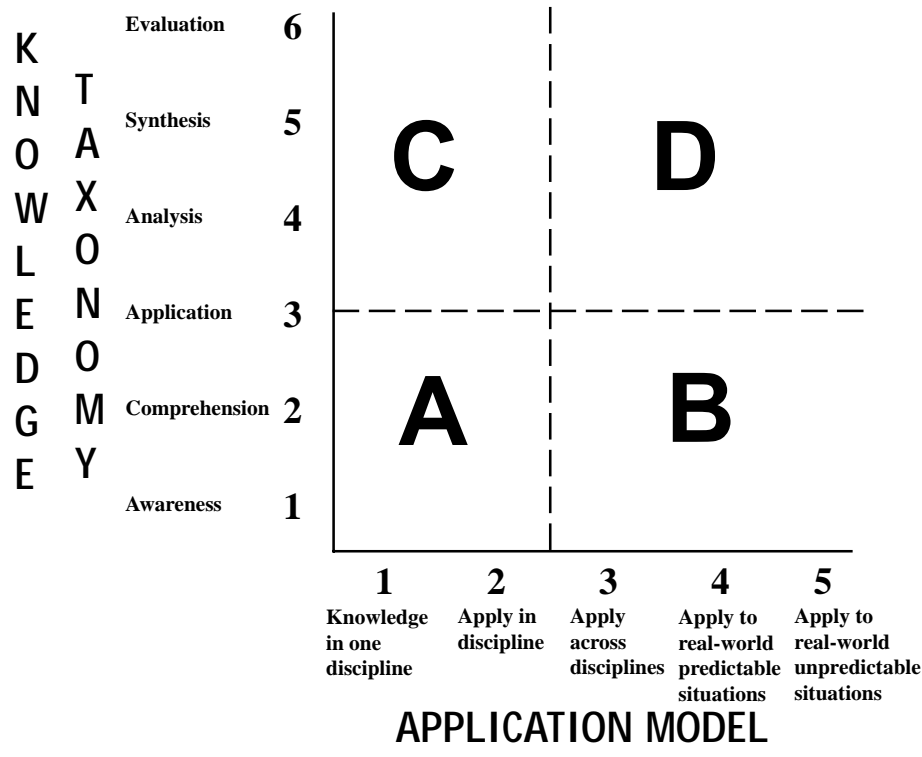 KNOWLEDGE
TAXONOMY
Evaluation 6
Synthesis 5
Analysis 4
Application 3
Comprehension 2
Awareness 1
C D
A B
1 2 3 4 5
Knowledge
in one
discipline
Apply in
discipline
Apply
across
disciplines
Apply to
real-world
predictable
situations
Apply to
real-world
unpredictable
situations
APPLICATION MODEL